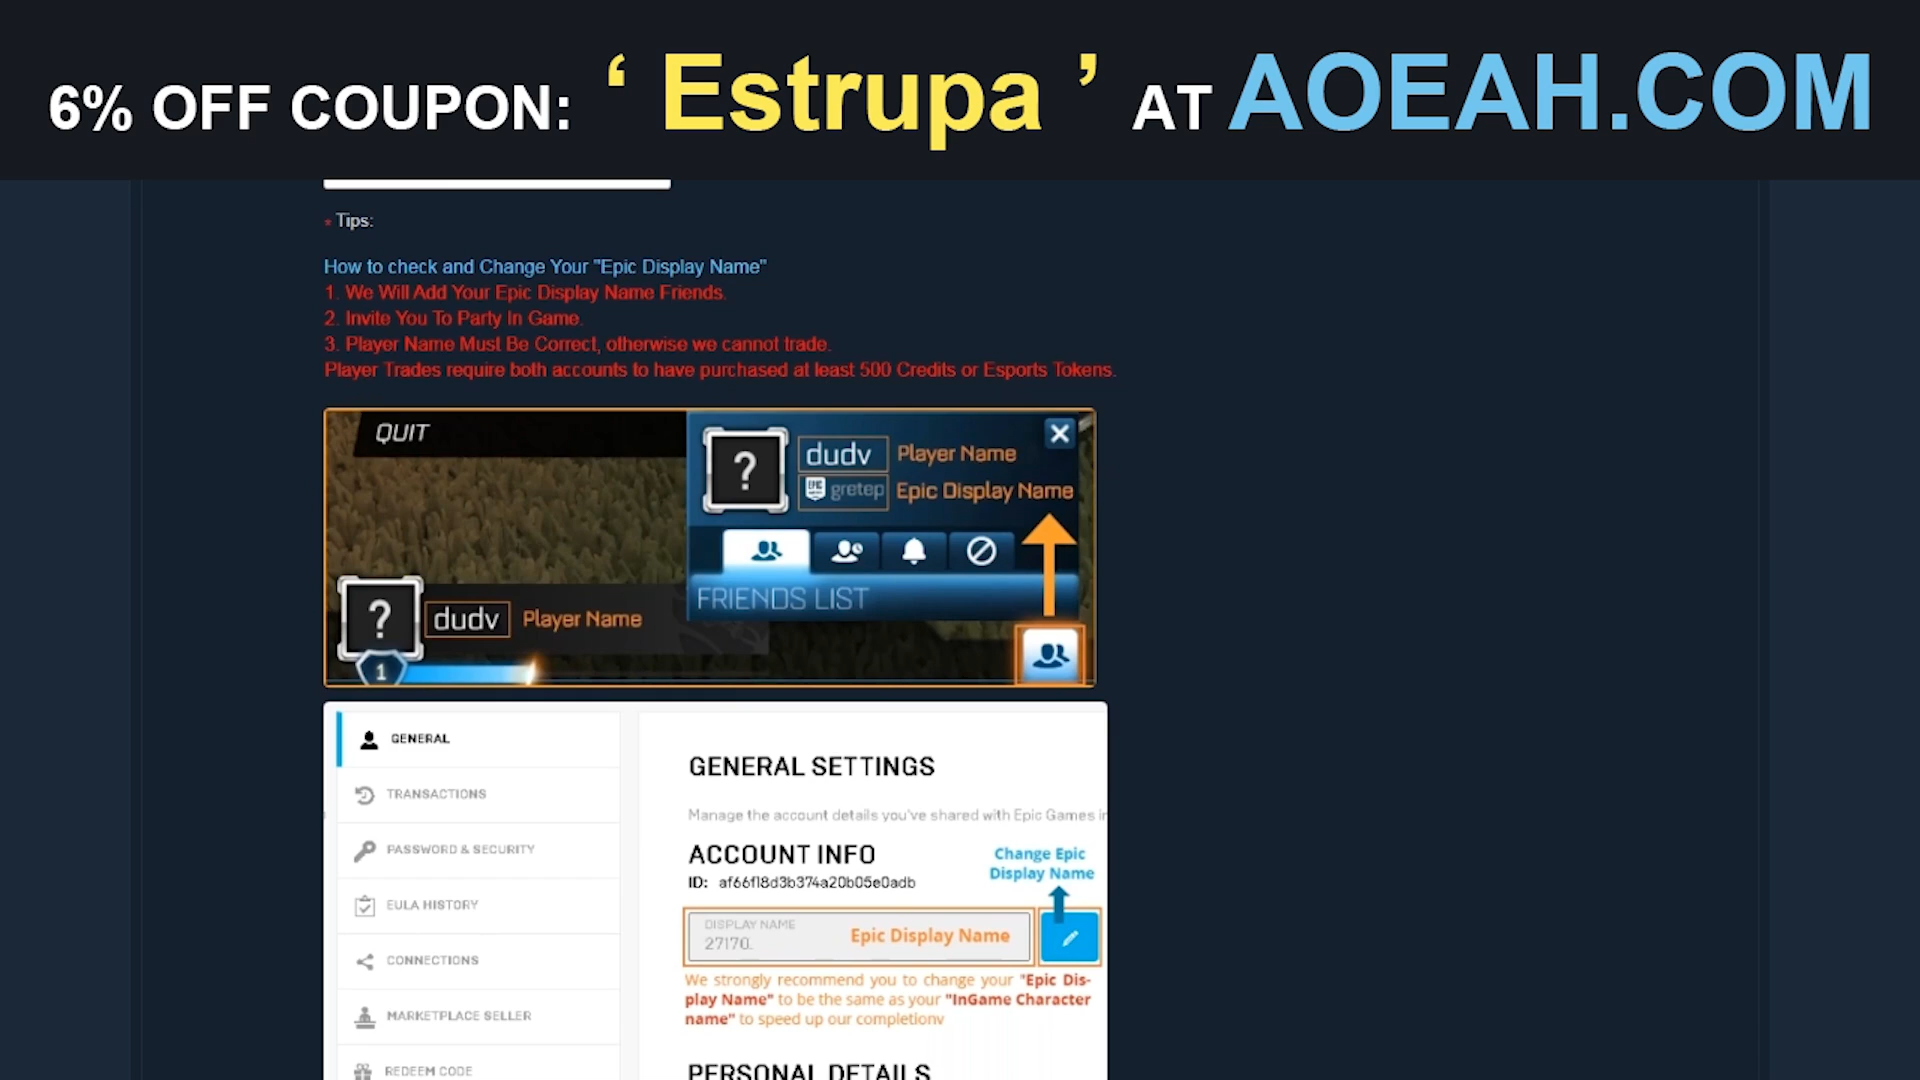 6% OFF COUPON: ‘ Estrupa ’ AT AOEAH.COM
* Tips:
How to check and Change Your "Epic Display Name"
1. We Will Add Your Epic Display Name Friends.
2. Invite You To Party In Game.
3. Player Name Must Be Correct, otherwise we cannot trade.
Player Trades require both accounts to have purchased at least 500 Credits or Esports Tokens.
QUIT
?
dudv Player Name
EPIC gretep Epic Display Name
FRIENDS LIST
?
dudv Player Name
1
GENERAL
TRANSACTIONS
PASSWORD & SECURITY
EULA HISTORY
CONNECTIONS
MARKETPLACE SELLER
REDEEM CODE
GENERAL SETTINGS
Manage the account details you've shared with Epic Games in
ACCOUNT INFO
ID: af66f18d3b374a20b05e0adb
Change Epic
Display Name
DISPLAY NAME
27170.
Epic Display Name
We strongly recommend you to change your "Epic Dis-
play Name" to be the same as your "InGame Character
name" to speed up our completionv
PERSONAL DETAILS